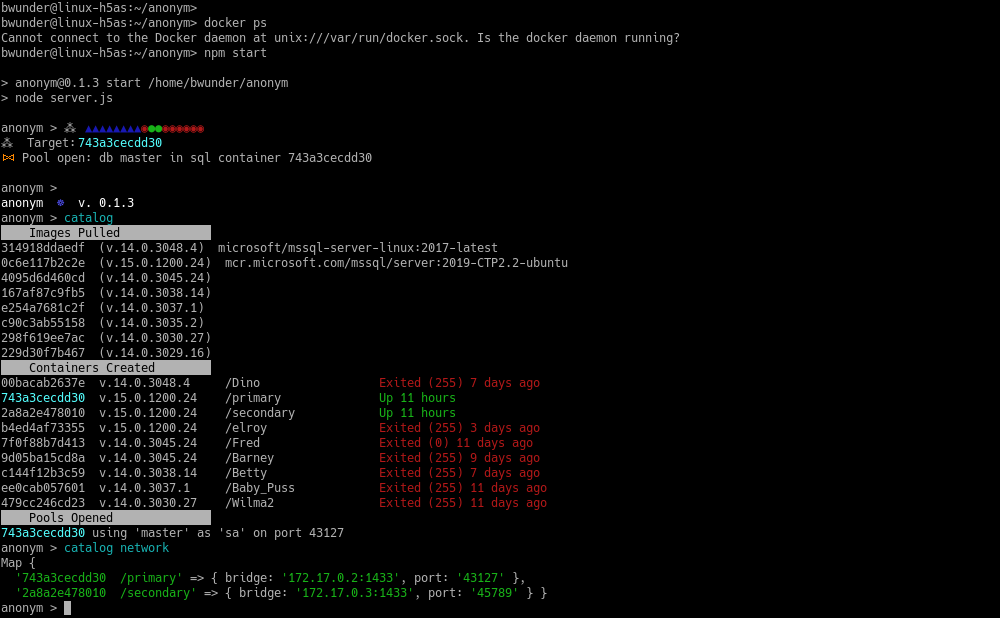 bwunder@linux-h5as:~/anonym>
bwunder@linux-h5as:~/anonym> docker ps
Cannot connect to the Docker daemon at unix:///var/run/docker.sock. Is the docker daemon running?
bwunder@linux-h5as:~/anonym> npm start
> anonym@0.1.3 start /home/bwunder/anonym
> node server.js
anonym > ⁂ ▲▲▲▲▲▲▲▲◉●●◉◉◉◉◉◉
⁂ Target:743a3cecdd30
⋈ Pool open: db master in sql container 743a3cecdd30
anonym >
anonym ☸ v. 0.1.3
anonym > catalog
Images Pulled
314918ddaedf (v.14.0.3048.4) microsoft/mssql-server-linux:2017-latest
0c6e117b2c2e (v.15.0.1200.24) mcr.microsoft.com/mssql/server:2019-CTP2.2-ubuntu
4095d6d460cd (v.14.0.3045.24)
167af87c9fb5 (v.14.0.3038.14)
e254a7681c2f (v.14.0.3037.1)
c90c3ab55158 (v.14.0.3035.2)
298f619ee7ac (v.14.0.3030.27)
229d30f7b467 (v.14.0.3029.16)
Containers Created
00bacab2637e v.14.0.3048.4 /Dino Exited (255) 7 days ago
743a3cecdd30 v.15.0.1200.24 /primary Up 11 hours
2a8a2e478010 v.15.0.1200.24 /secondary Up 11 hours
b4ed4af73355 v.15.0.1200.24 /elroy Exited (255) 3 days ago
7f0f88b7d413 v.14.0.3045.24 /Fred Exited (0) 11 days ago
9d05ba15cd8a v.14.0.3045.24 /Barney Exited (255) 9 days ago
c144f12b3c59 v.14.0.3038.14 /Betty Exited (255) 7 days ago
ee0cab057601 v.14.0.3037.1 /Baby_Puss Exited (255) 11 days ago
479cc246cd23 v.14.0.3030.27 /Wilma2 Exited (255) 11 days ago
Pools Opened
743a3cecdd30 using 'master' as 'sa' on port 43127
anonym > catalog network
Map {
'743a3cecdd30 /primary' => { bridge: '172.17.0.2:1433', port: '43127' },
'2a8a2e478010 /secondary' => { bridge: '172.17.0.3:1433', port: '45789' } }
anonym >